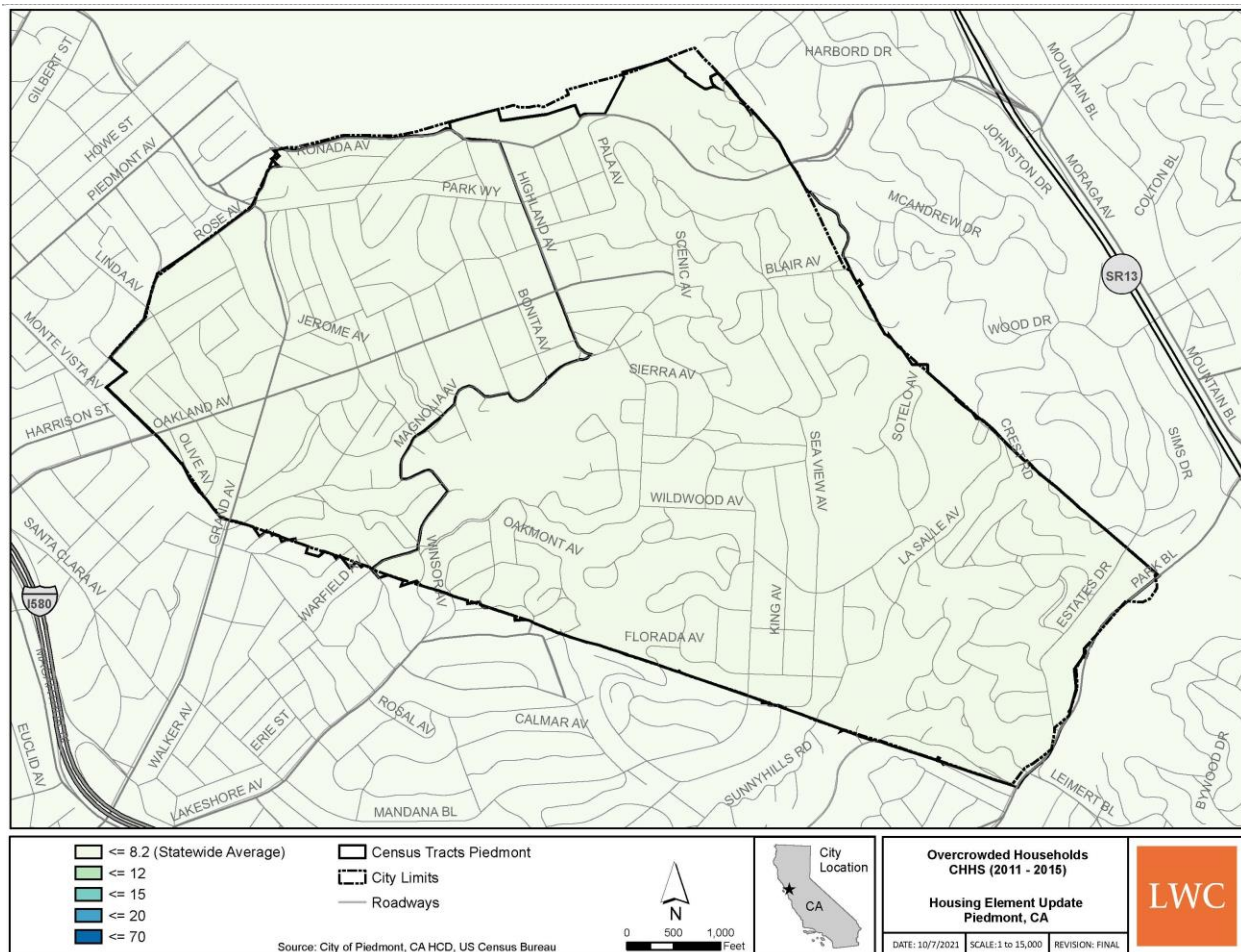 HARBORD DR
MOUNTAIN BL
GILBERT ST
HOWE ST
PIEDMONT AV
JOHNSTON DR
MORAGA AV
COLTON BL
RONADA AV
PALA AV
PARK WY
HIGHLAND AV
MCANDREW DR
ROSE AV
LINDA AV
SCENIC AV
BLAIR AV
SR13
BONITA AV
JEROME AV
WOOD DR
MONTE VISTA AV
SIERRA AV
MOUNTAIN BL
HARRISON ST
OAKLAND AV
MAGNOLIA AV
SOTELO AV
CREST RD
SIMS DR
OLIVE AV
SEA VIEW AV
WILDWOOD AV
GRAND AV
OAKMONT AV
LA SALLE AV
SANTA CLARA AV
WINSOR AV
WARFIELD AV
PARK BL
ESTATES DR
I580
KING AV
FLORADA AV
ROSAL AV
CALMAR AV
ERIE ST
WALKER AV
EUCLID AV
SUNNYHILLS RD
BYWOOD DR
LEIMERT BL
LAKESHORE AV
MANDANA BL
<= 8.2 (Statewide Average)
<= 12
<= 15
<= 20
<= 70
Census Tracts Piedmont
City Limits
Roadways
Source: City of Piedmont, CA HCD, US Census Bureau
N
0 500 1,000
Feet
City
Location
CA
Overcrowded Households
CHHS (2011 - 2015)
Housing Element Update
Piedmont, CA
DATE: 10/7/2021
SCALE:1 to 15,000
REVISION: FINAL
LWC